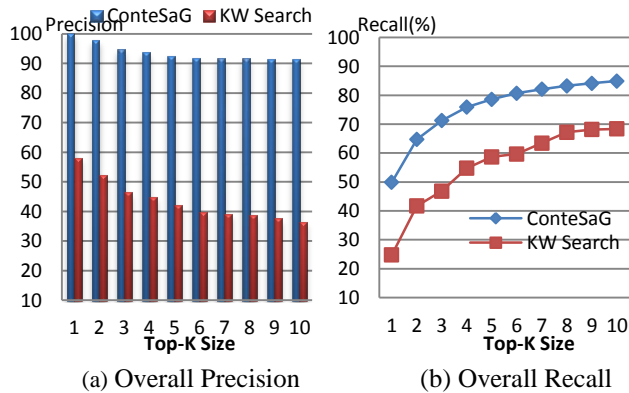 Precision ConteSaG KW Search
100
90
80
70
60
50
40
30
20
10
1 2 3 4 5 6 7 8 9 10
Top-K Size
(a) Overall Precision
Recall(%)
100
90
80
70
60
50
40
30
20
10
ConteSaG
KW Search
1 2 3 4 5 6 7 8 9 10
Top-K Size
(b) Overall Recall